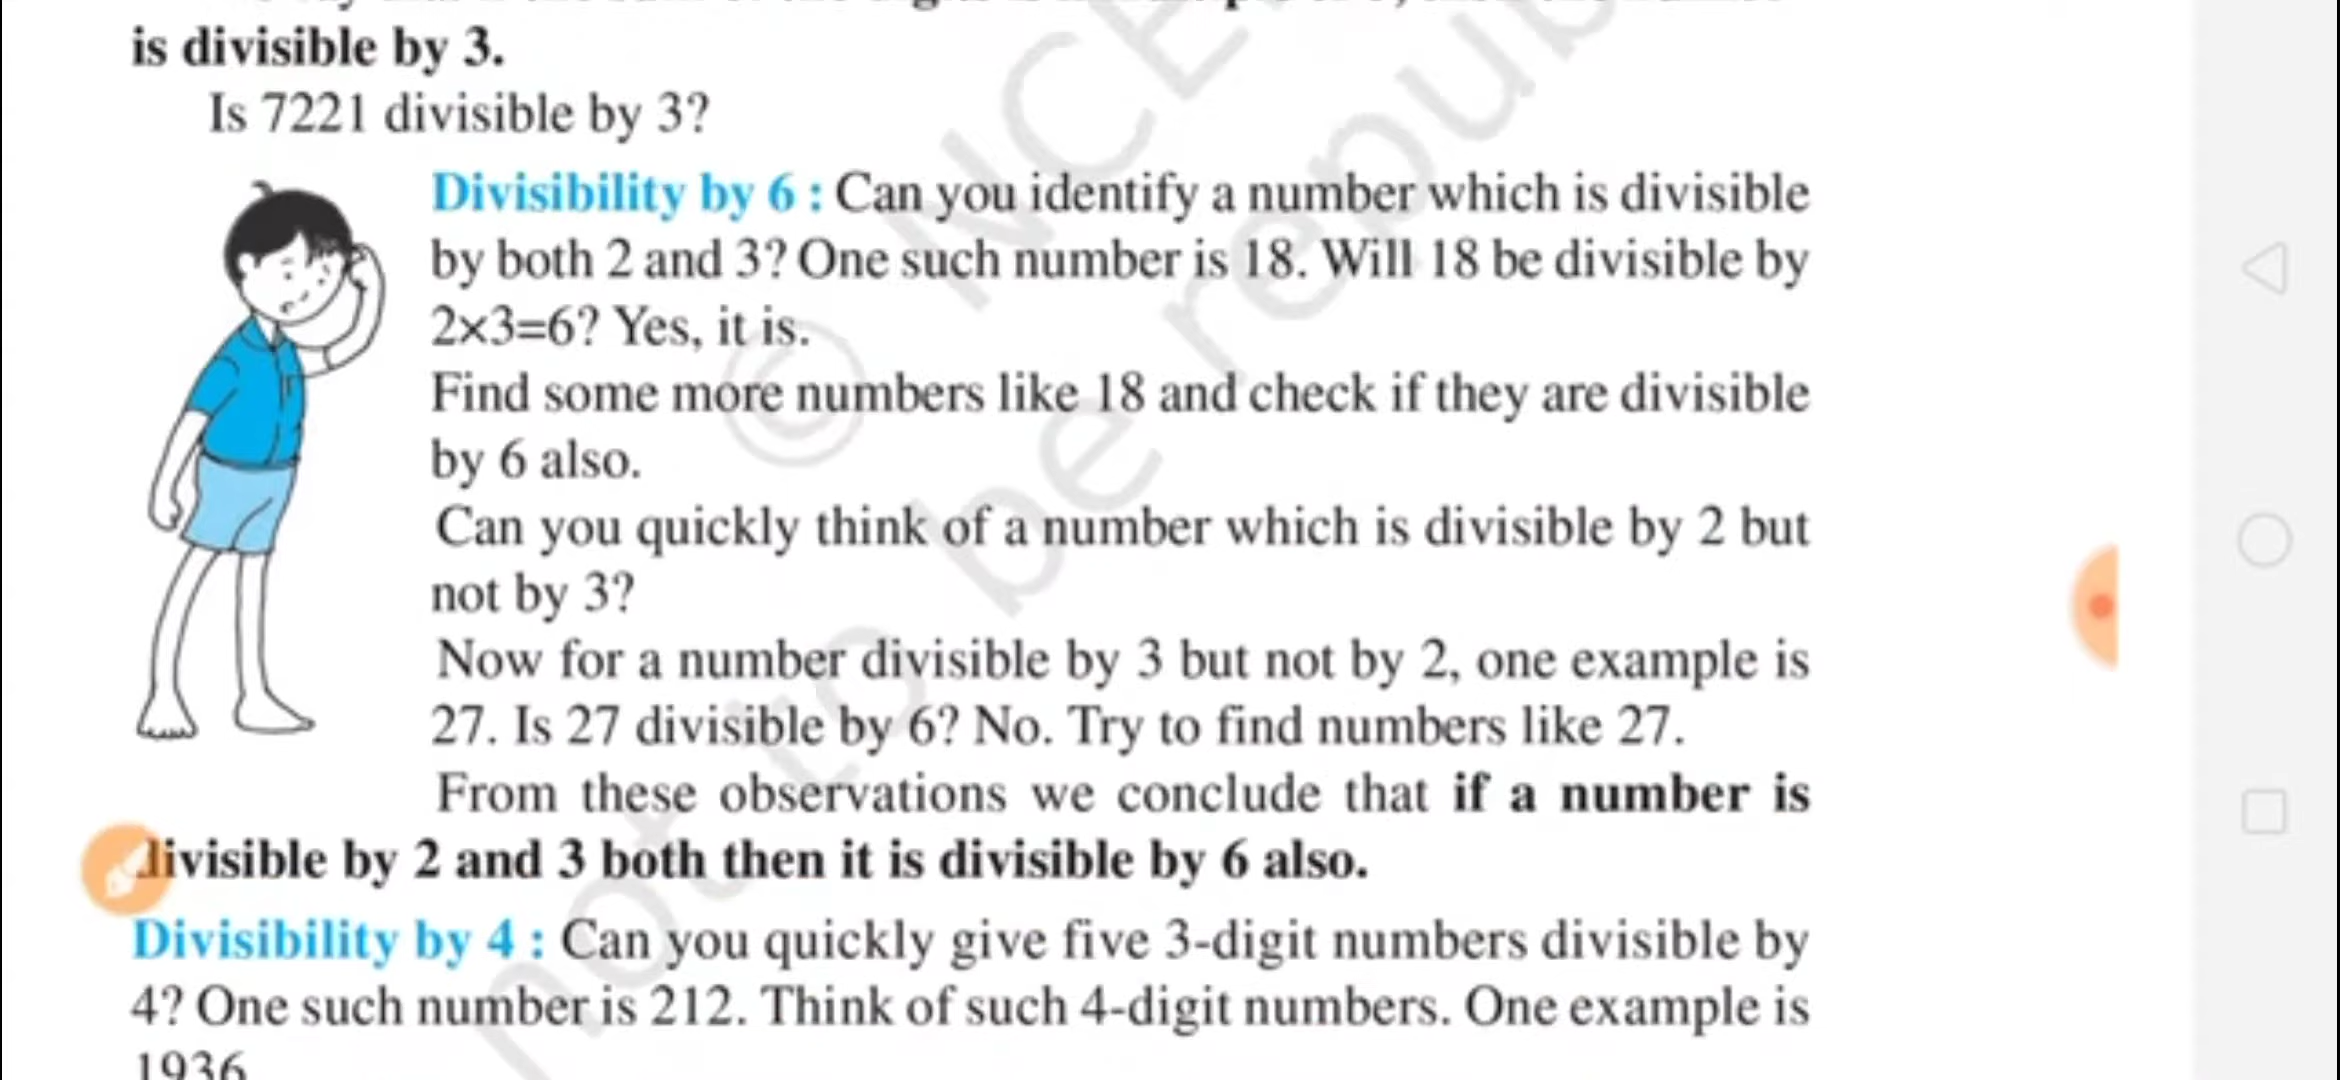 is divisible by 3.
Is 7221 divisible by 3?
Divisibility by 6 : Can you identify a number which is divisible
by both 2 and 3? One such number is 18. Will 18 be divisible by
2×3=6? Yes, it is.
Find some more numbers like 18 and check if they are divisible
by 6 also.
Can you quickly think of a number which is divisible by 2 but
not by 3?
Now for a number divisible by 3 but not by 2, one example is
27. Is 27 divisible by 6? No. Try to find numbers like 27.
From these observations we conclude that if a number is
divisible by 2 and 3 both then it is divisible by 6 also.
Divisibility by 4 : Can you quickly give five 3-digit numbers divisible by
4? One such number is 212. Think of such 4-digit numbers. One example is
1936
© NCE
not to be repub